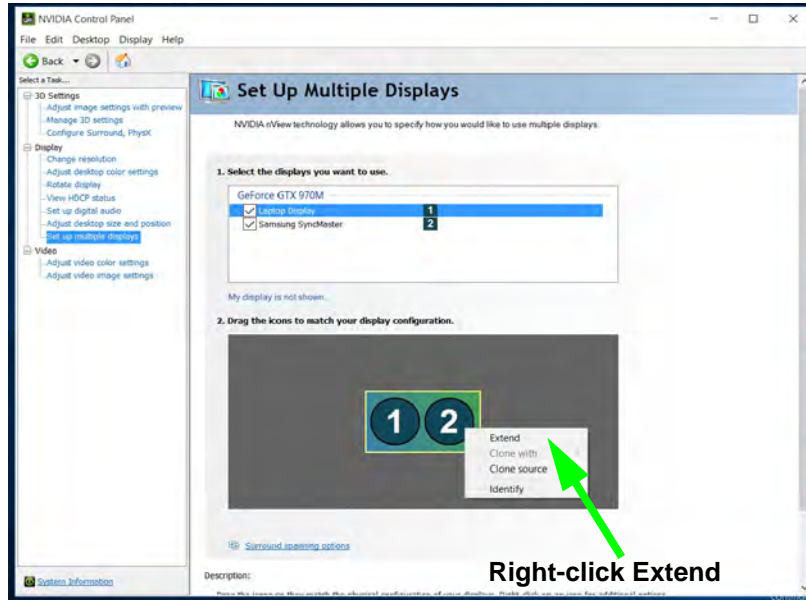 NVIDIA Control Panel
File Edit Desktop Display Help
Back
Select a Task...
3D Settings
Adjust image settings with preview
Manage 3D settings
Configure Surround, PhysX
Display
Change resolution
Adjust desktop color settings
Rotate display
View HDCP status
Set up digital audio
Adjust desktop size and position
Set up multiple displays
Video
Adjust video color settings
Adjust video image settings
System Information
Set Up Multiple Displays
NVIDIA nView technology allows you to specify how you would like to use multiple displays.
1. Select the displays you want to use.
GeForce GTX 970M
Laptop Display 1
Samsung SyncMaster 2
My display is not shown...
2. Drag the icons to match your display configuration.
1 2
Extend
Clone with
Clone source
Identify
Surround spanning options
Right-click Extend
Description: